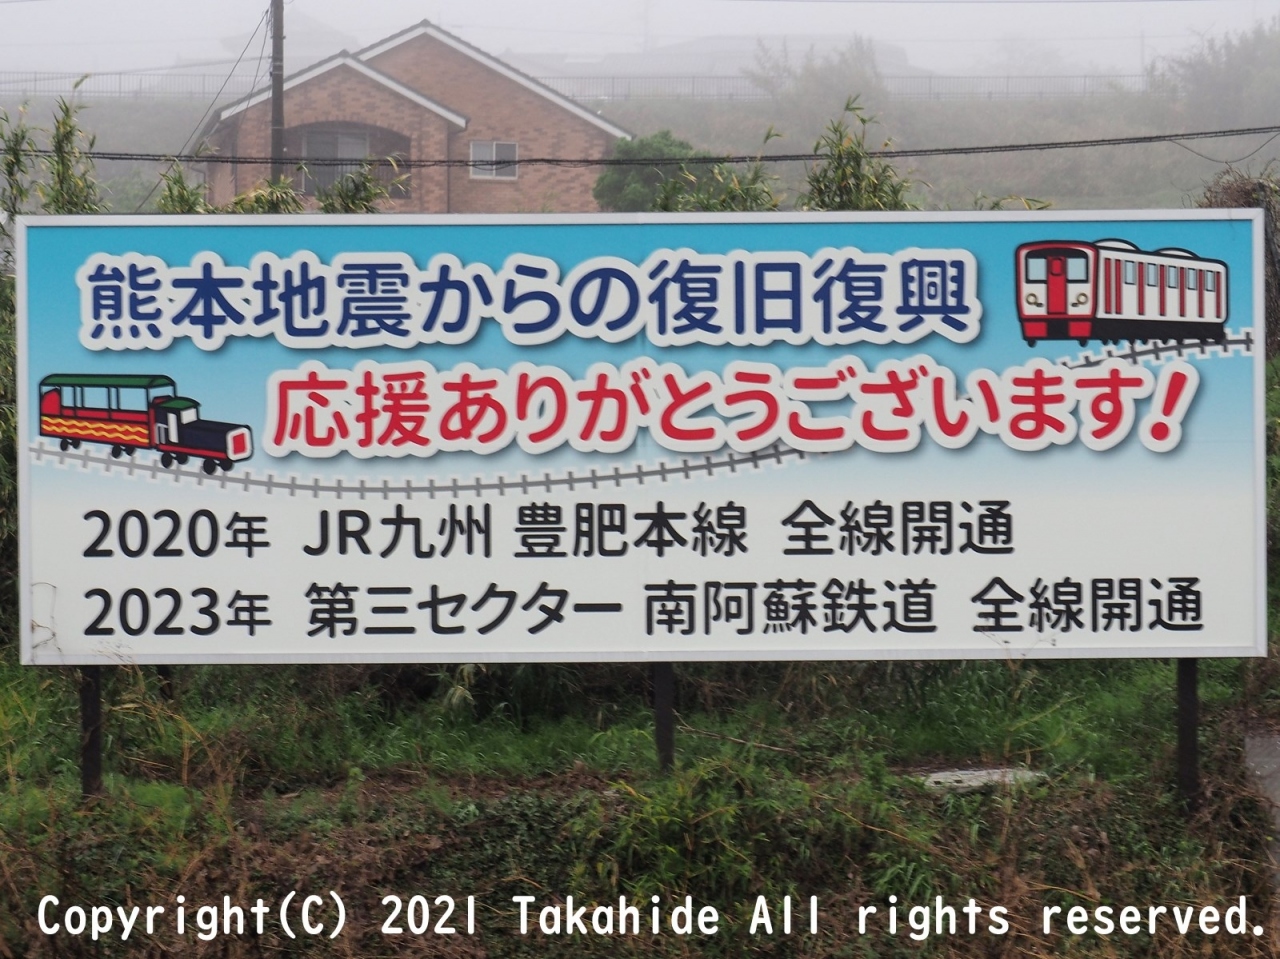 熊本地震からの復旧復興
応援ありがとうございます!
2020年 JR九州 豊肥本線 全線開通
2023年 第三セクター 南阿蘇鉄道 全線開通
Copyright(C) 2021 Takahide All rights reserved.